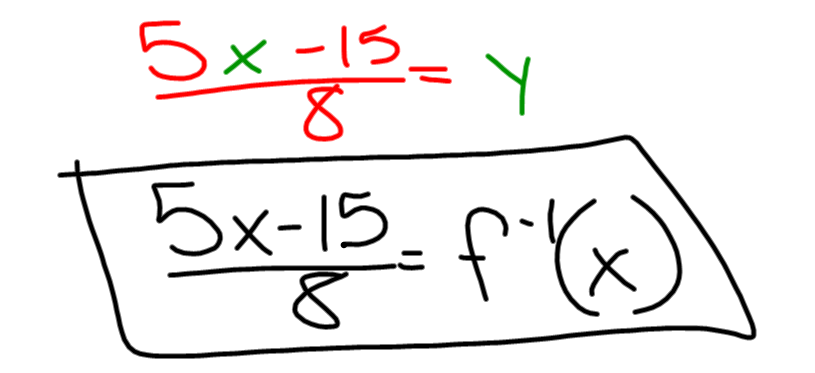 5x-15/8 = y
5x-15/8 = f⁻¹(x)